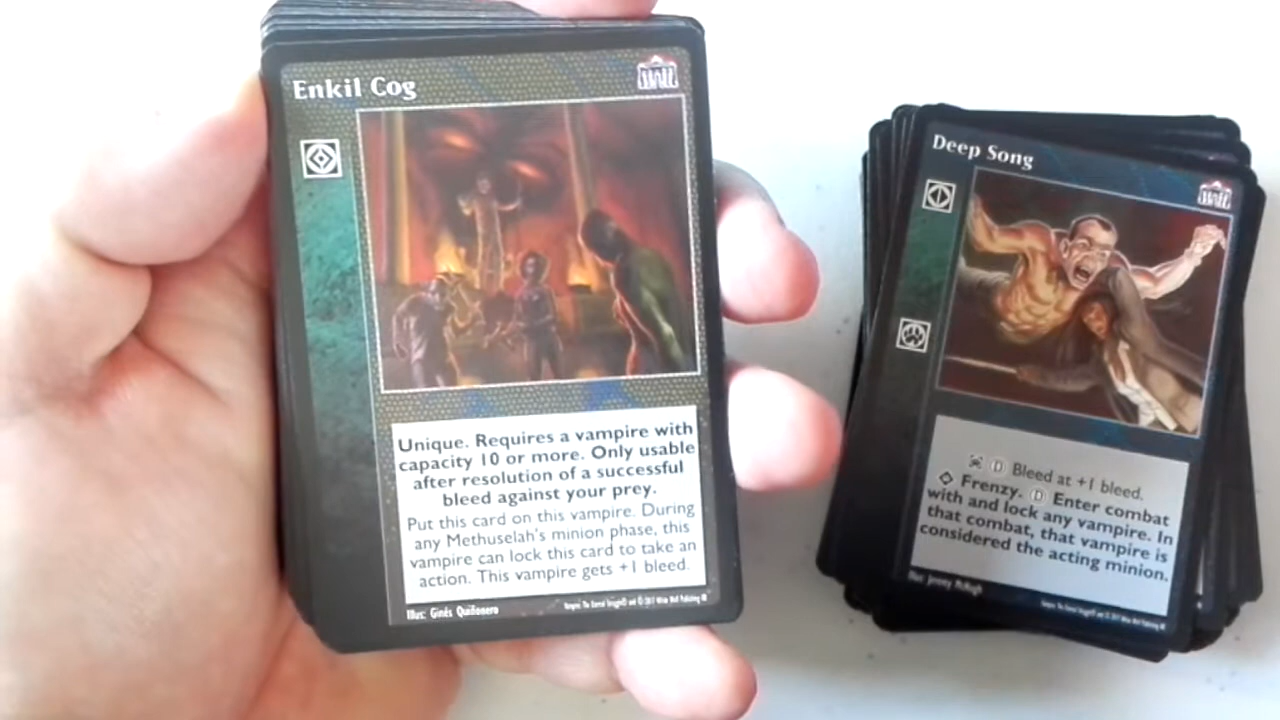 Enkil Cog
Unique. Requires a vampire with
capacity 10 or more. Only usable
after resolution of a successful
bleed against your prey.
Put this card on this vampire. During
any Methuselah's minion phase, this
vampire can lock this card to take an
action. This vampire gets +1 bleed.
Illus: Ginés Quiñonero
Deep Song
D Bleed at +1 bleed.
Frenzy. D Enter combat
with and lock any vampire. In
that combat, that vampire is
considered the acting minion.
Illus: Jeremy McHugh